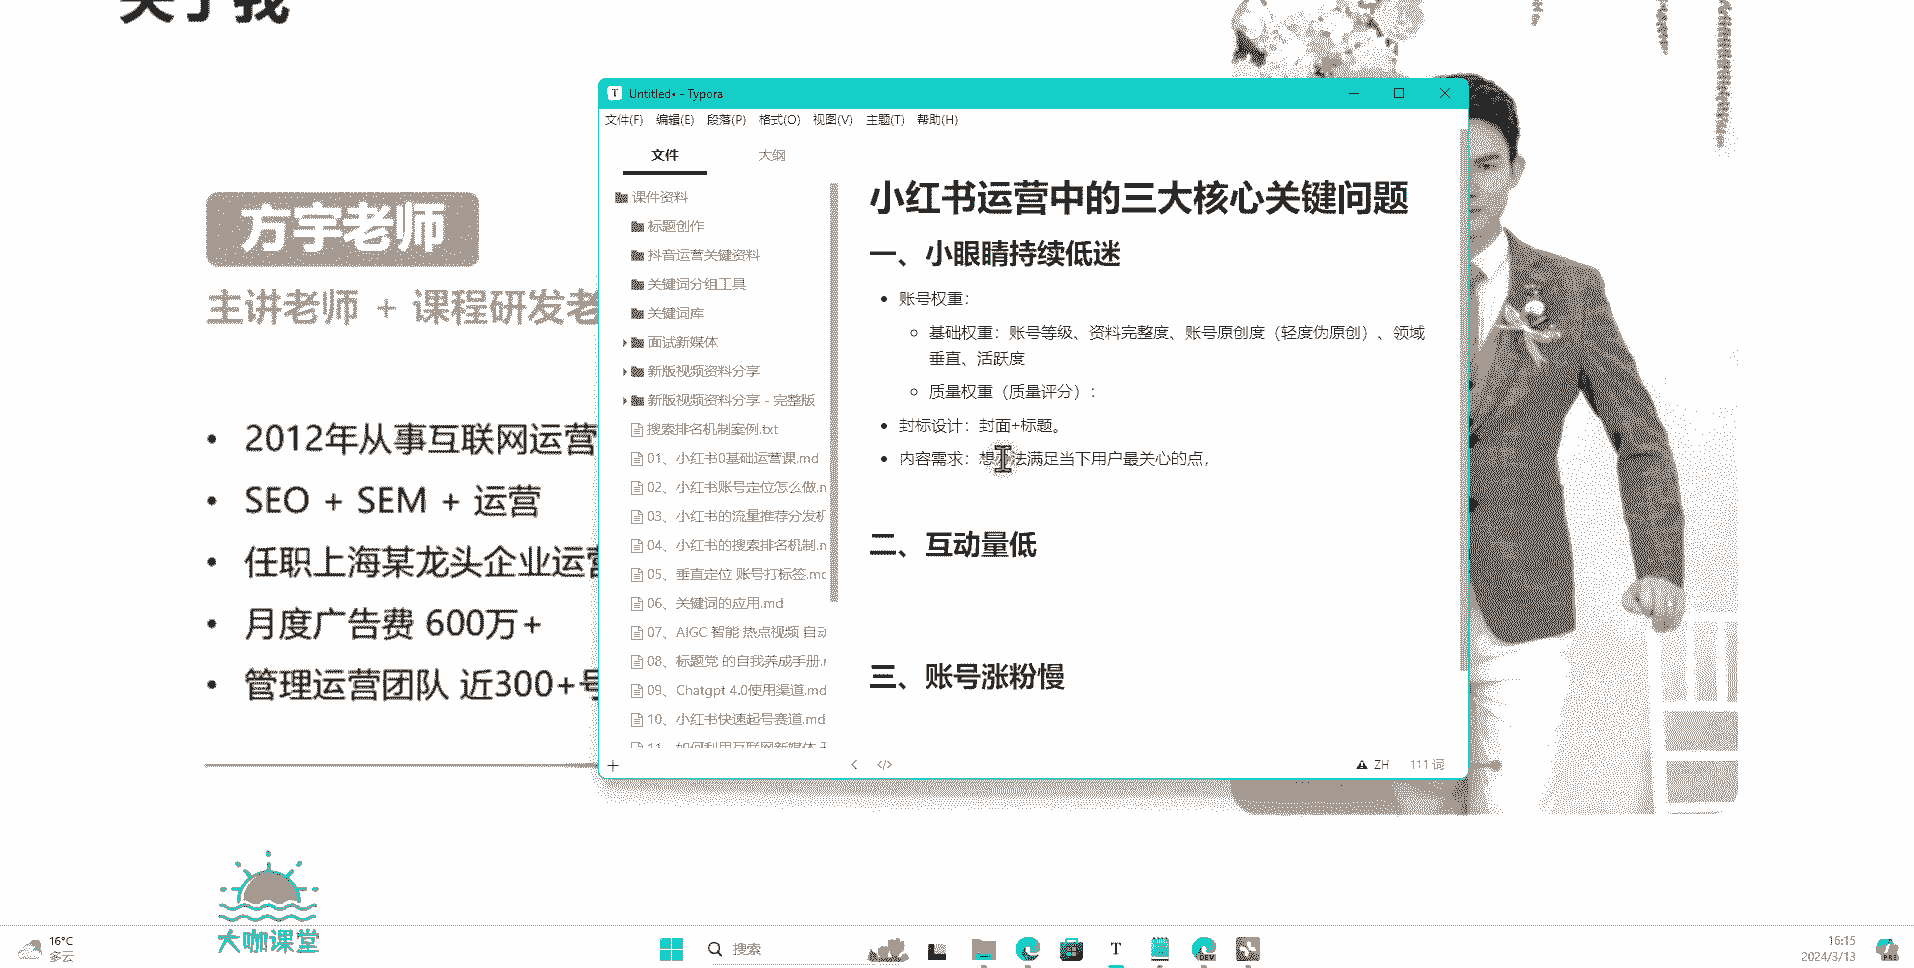 关于我
方宇老师
主讲老师 + 课程研发老
2012年从事互联网运营
SEO + SEM + 运营
任职上海某龙头企业运营
月度广告费 600万+
管理运营团队 近300+号
大咖课堂
Untitled• - Typora
文件(F) 编辑(E) 段落(P) 格式(O) 视图(V) 主题(T) 帮助(H)
文件 大纲
课件资料
标题创作
抖音运营关键资料
关键词分组工具
关键词库
面试新媒体
新版视频资料分享
新版视频资料分享 - 完整版
搜索排名机制案例.txt
01、小红书0基础运营课.md
02、小红书账号定位怎么做.n
03、小红书的流量推荐分发机
04、小红书的搜索排名机制.n
05、垂直定位 账号打标签.mc
06、关键词的应用.md
07、AIGC 智能 热点视频 自动
08、标题党 的自我养成手册.
09、Chatgpt 4.0使用渠道.md
10、小红书快速起号赛道.md
11、如何利用互联网新媒体
小红书运营中的三大核心关键问题
一、小眼睛持续低迷
账号权重：
基础权重：账号等级、资料完整度、账号原创度（轻度伪原创）、领域
垂直、活跃度
质量权重（质量评分）：
封标设计：封面+标题。
内容需求：想办法满足当下用户最关心的点，
二、互动量低
三、账号涨粉慢
ZH 111 词
16°C
多云
搜索
DEV
16:15
2024/3/13
PRE